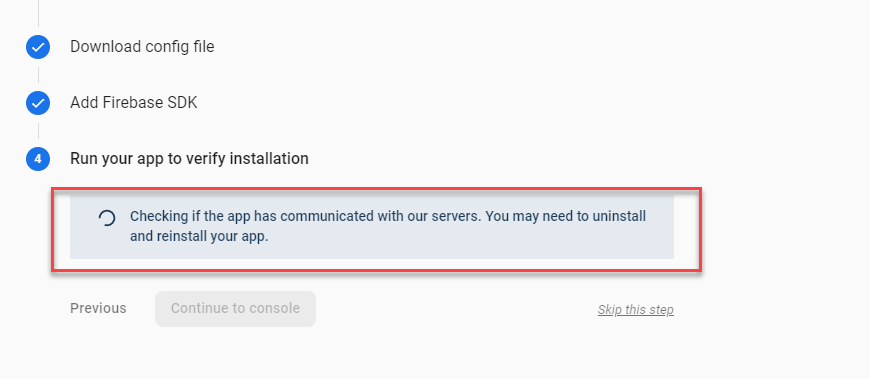 Download config file
Add Firebase SDK
4 Run your app to verify installation
Checking if the app has communicated with our servers. You may need to uninstall
and reinstall your app.
Previous Continue to console Skip this step